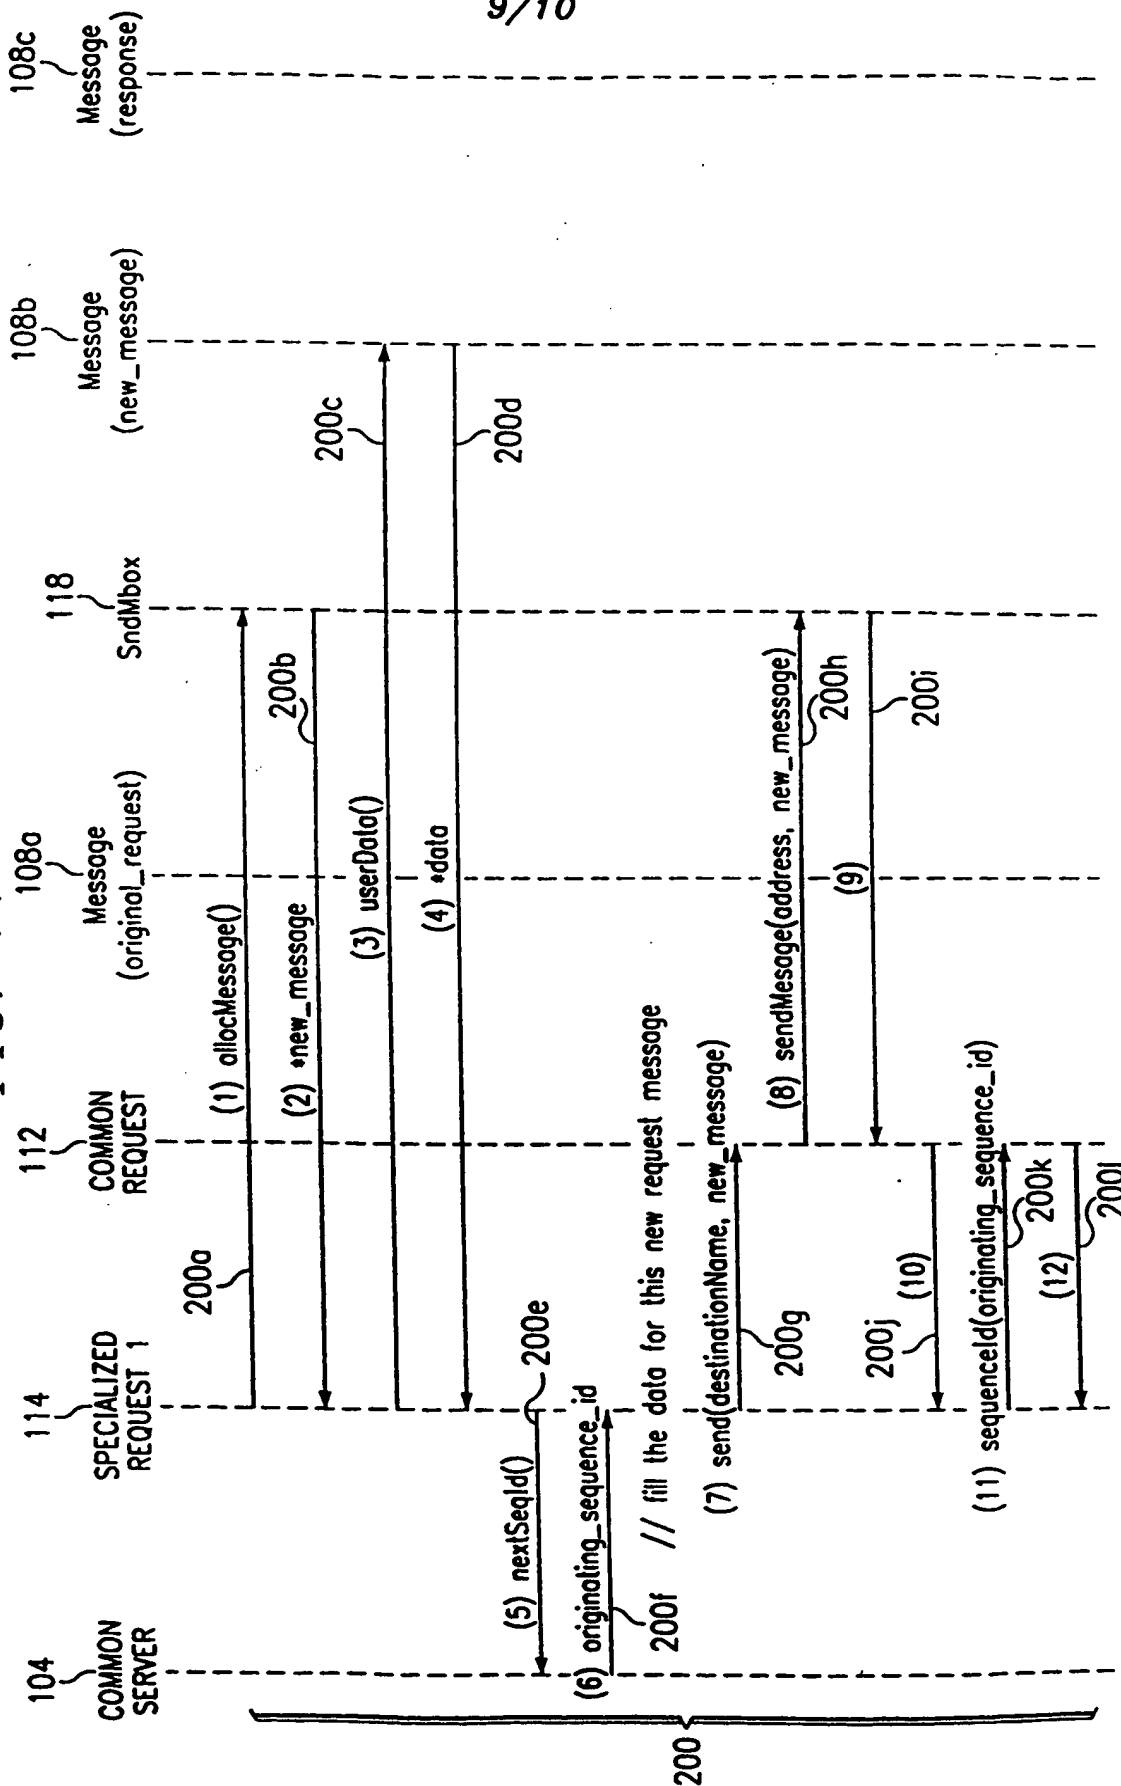 9/10
104
COMMON
SERVER
114
SPECIALIZED
REQUEST 1
112
COMMON
REQUEST
108a
Message
(original_request)
118
SndMbox
108b
Message
(new_message)
108c
Message
(response)
200a
(1) allocMessage()
(2) *new_message
200b
(3) userData()
200c
(4) *data
200d
(5) nextSeqId()
200e
(6) originating_sequence_id
200f
// fill the data for this new request message
(7) send(destinationName, new_message)
200g
(8) sendMesage(address, new_message)
200h
(9)
200i
200j
(10)
(11) sequenceId(originating_sequence_id)
200k
(12)
200l
200